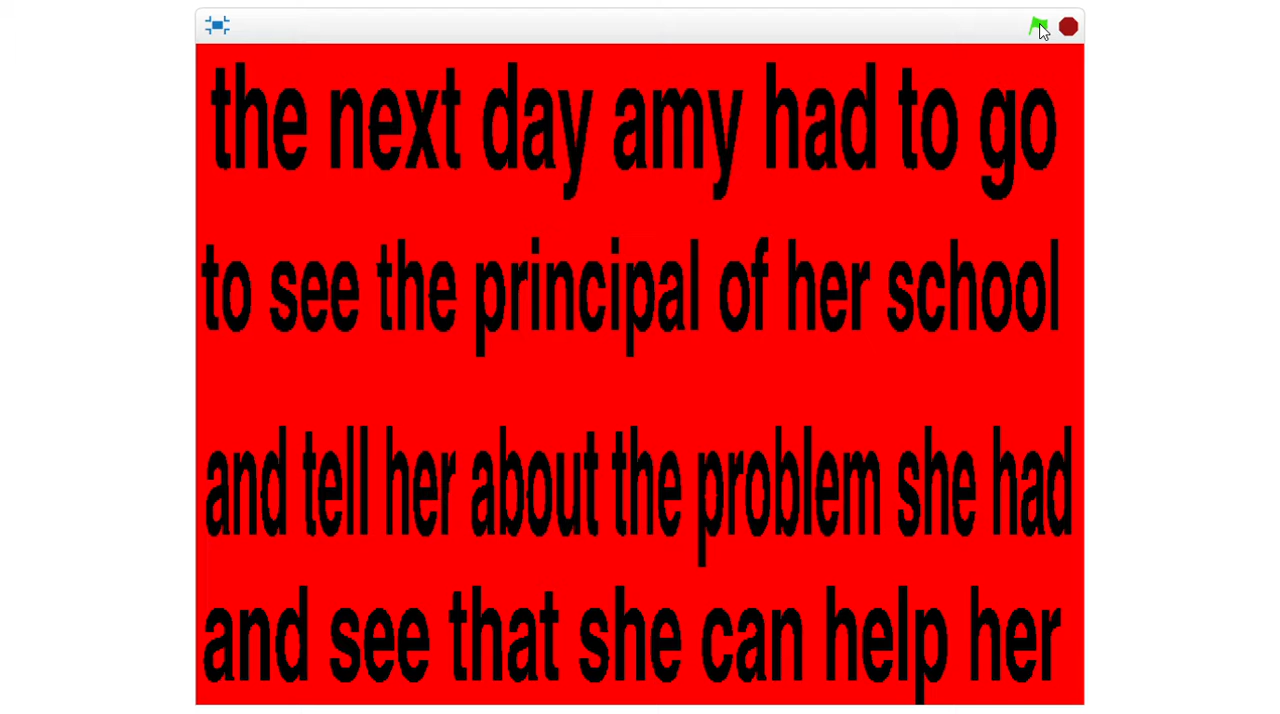 the next day amy had to go
to see the principal of her school
and tell her about the problem she had
and see that she can help her